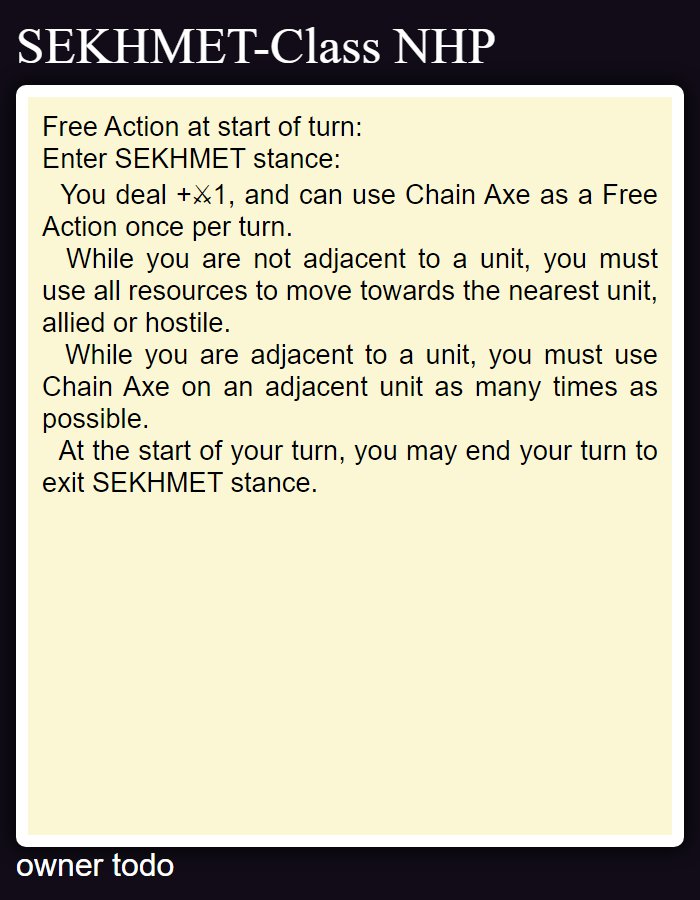 SEKHMET-Class NHP
Free Action at start of turn:
Enter SEKHMET stance:
You deal +⚔1, and can use Chain Axe as a Free
Action once per turn.
While you are not adjacent to a unit, you must
use all resources to move towards the nearest unit,
allied or hostile.
While you are adjacent to a unit, you must use
Chain Axe on an adjacent unit as many times as
possible.
At the start of your turn, you may end your turn to
exit SEKHMET stance.
owner todo